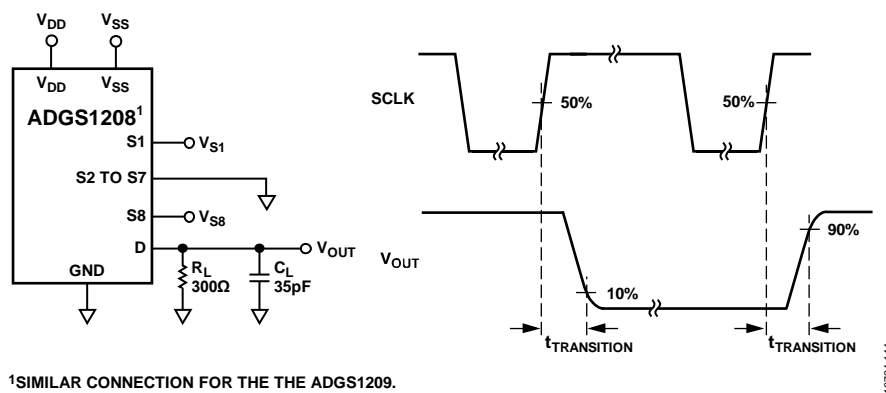 VDD VSS
VDD VSS
ADGS1208¹
S1 VS1
S2 TO S7
S8 VS8
D VOUT
GND
RL
300Ω
CL
35pF
SCLK
50%
50%
VOUT
10%
90%
tTRANSITION
tTRANSITION
¹SIMILAR CONNECTION FOR THE THE ADGS1209.